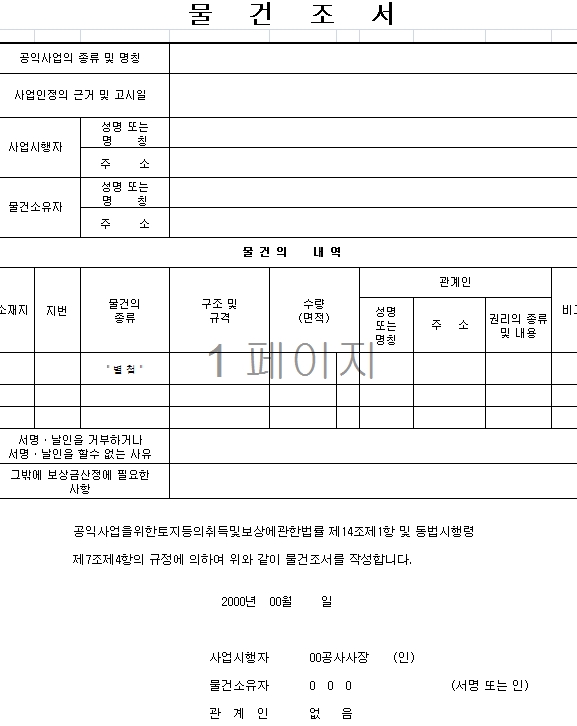 물 건 조 서
공익사업의 종류 및 명칭
사업인정의 근거 및 고시일
사업시행자
성명 또는
명 칭
주 소
물건소유자
성명 또는
명 칭
주 소
물 건 의 내 역
소재지 지번
물건의
종류
구조 및
규격
수량
(면적)
관계인
성명
또는
명칭
주 소
권리의 종류
및 내용
비고
"별 첨"
1 페이지
서명ㆍ날인을 거부하거나
서명ㆍ날인을 할수 없는 사유
그밖에 보상금산정에 필요한
사항
공익사업을위한토지등의취득및보상에관한법률 제14조제1항 및 동법시행령
제7조제4항의 규정에 의하여 위와 같이 물건조서를 작성합니다.
2000년 00월 일
사업시행자 00공사사장 (인)
물건소유자 0 0 0 (서명 또는 인)
관 계 인 없 음